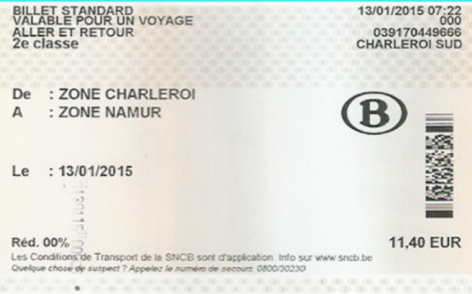 BILLET STANDARD
VALABLE POUR UN VOYAGE
ALLER ET RETOUR
2e classe
13/01/2015 07:22
000
039170449666
CHARLEROI SUD
De : ZONE CHARLEROI
A : ZONE NAMUR
B
Le : 13/01/2015
Réd. 00%
11,40 EUR
Les Conditions de Transport de la SNCB sont d'application. Info sur www.sncb.be
Quelque chose de suspect ? Appelez le numéro de secours 0800/30230